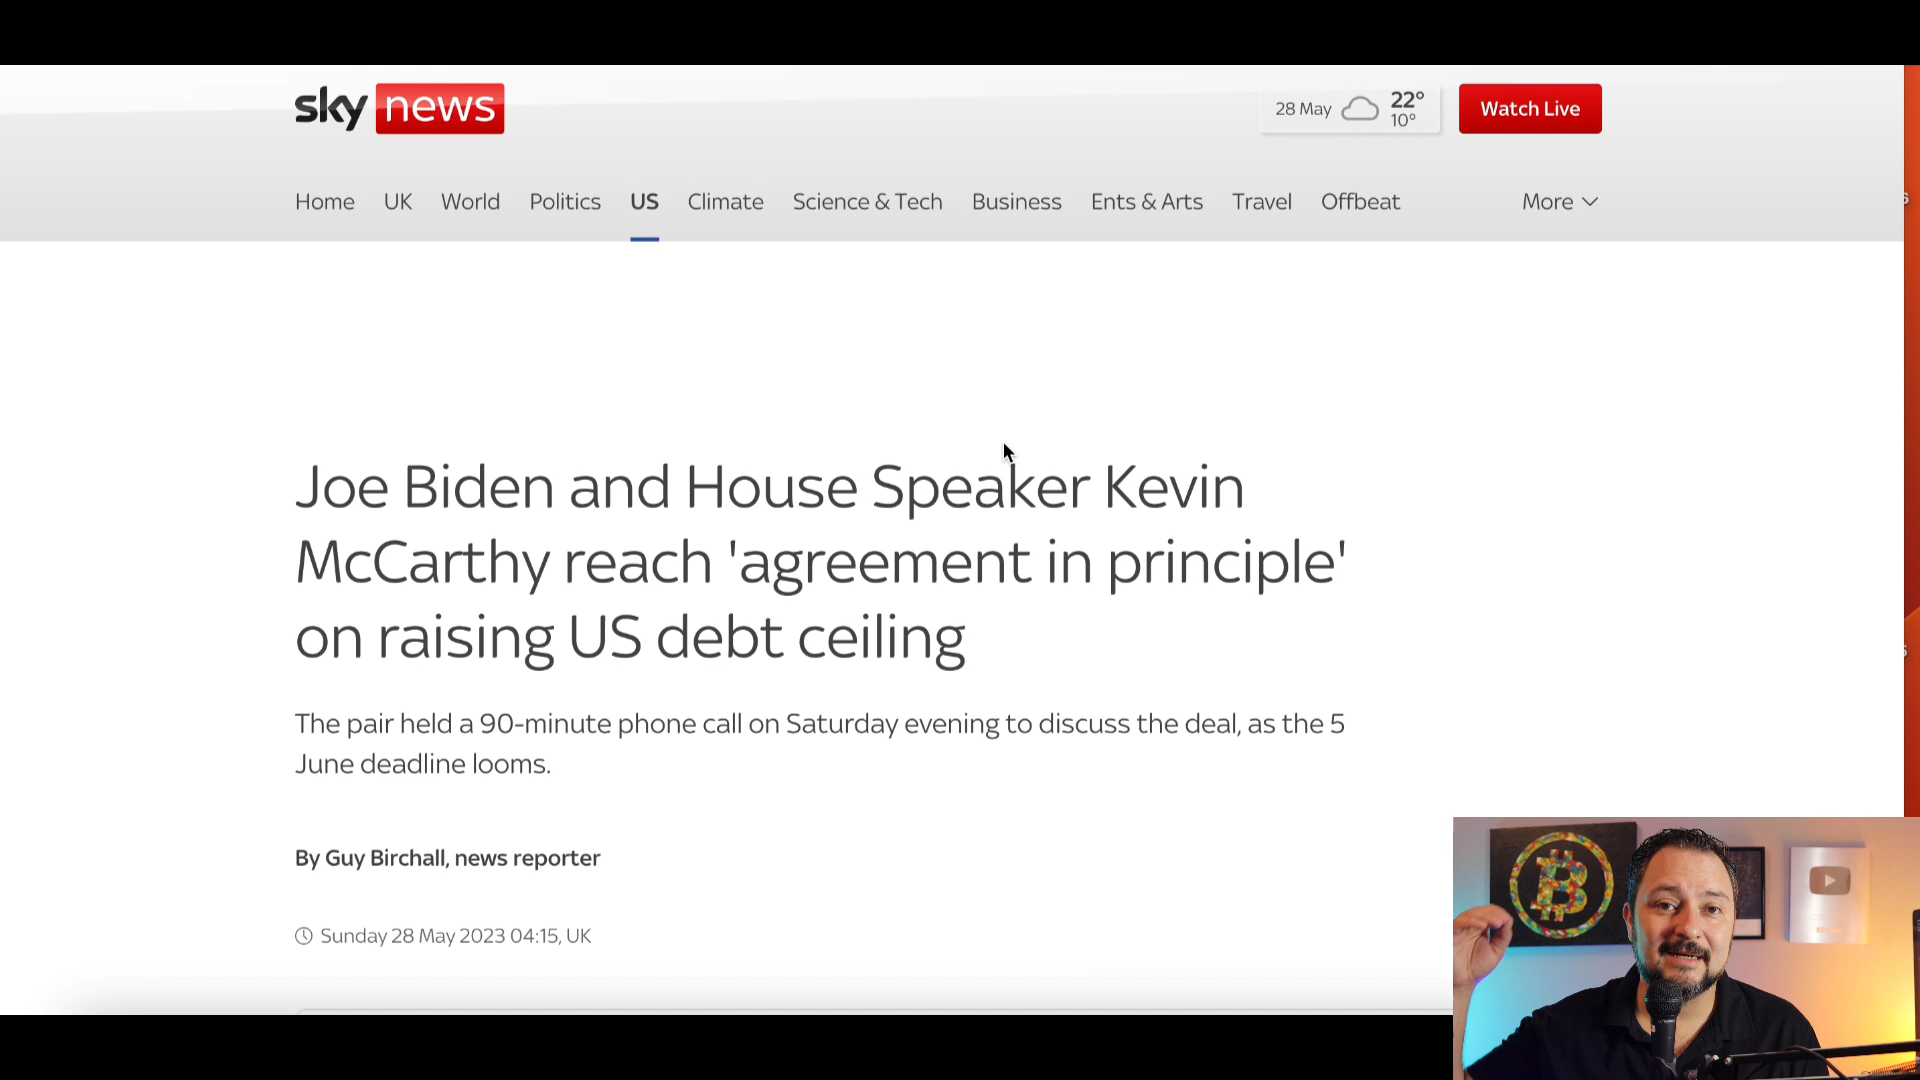 sky news
28 May 22° 10°
Watch Live
Home UK World Politics US Climate Science & Tech Business Ents & Arts Travel Offbeat More
Joe Biden and House Speaker Kevin
McCarthy reach 'agreement in principle'
on raising US debt ceiling
The pair held a 90-minute phone call on Saturday evening to discuss the deal, as the 5
June deadline looms.
By Guy Birchall, news reporter
Sunday 28 May 2023 04:15, UK